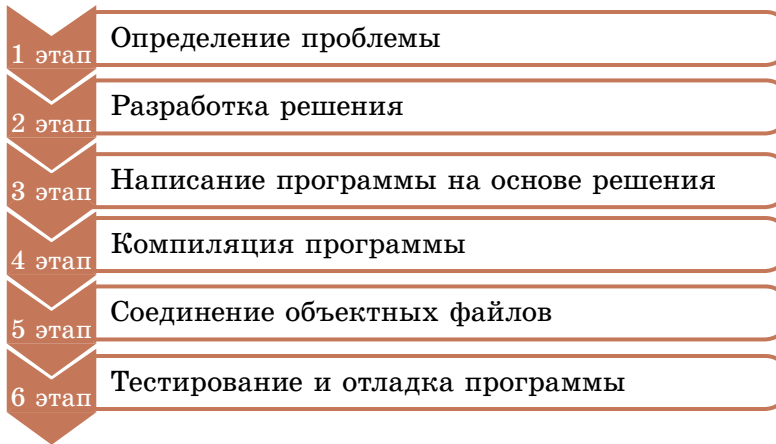 1 этап Определение проблемы
2 этап Разработка решения
3 этап Написание программы на основе решения
4 этап Компиляция программы
5 этап Соединение объектных файлов
6 этап Тестирование и отладка программы